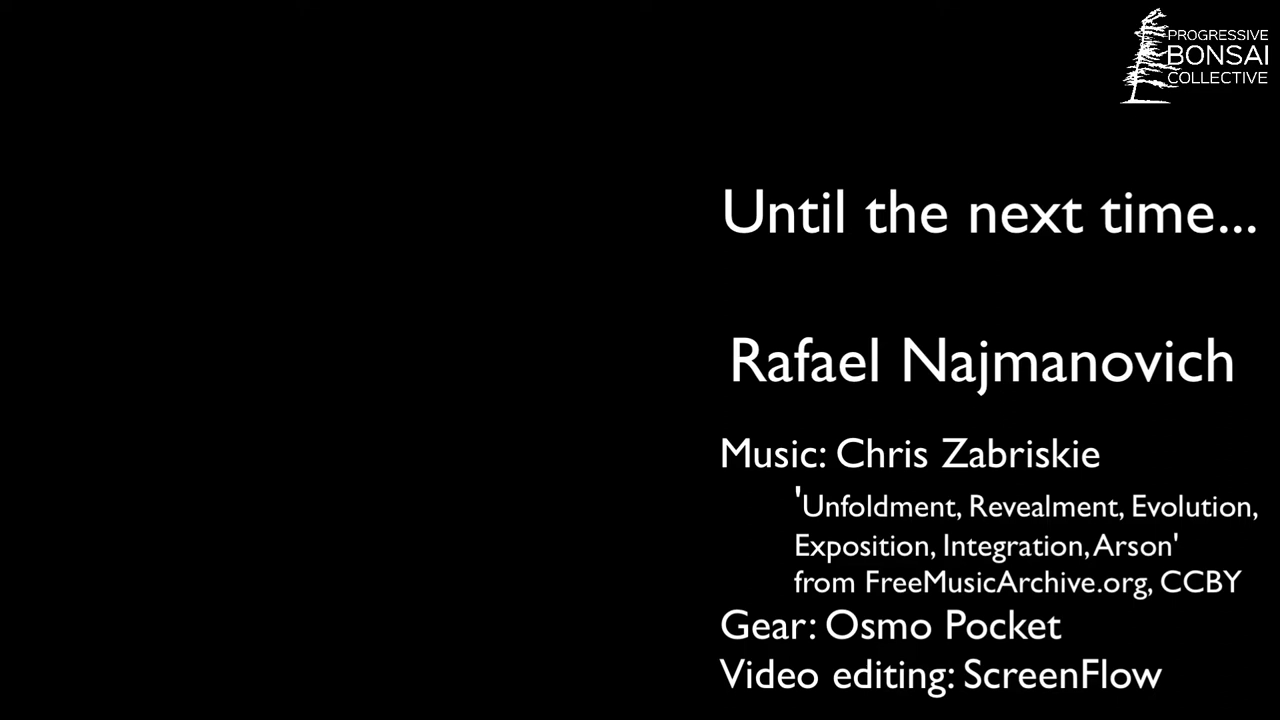 PROGRESSIVE
BONSAI
COLLECTIVE
Until the next time...
Rafael Najmanovich
Music: Chris Zabriskie
'Unfoldment, Revealment, Evolution,
Exposition, Integration, Arson'
from FreeMusicArchive.org, CCBY
Gear: Osmo Pocket
Video editing: ScreenFlow